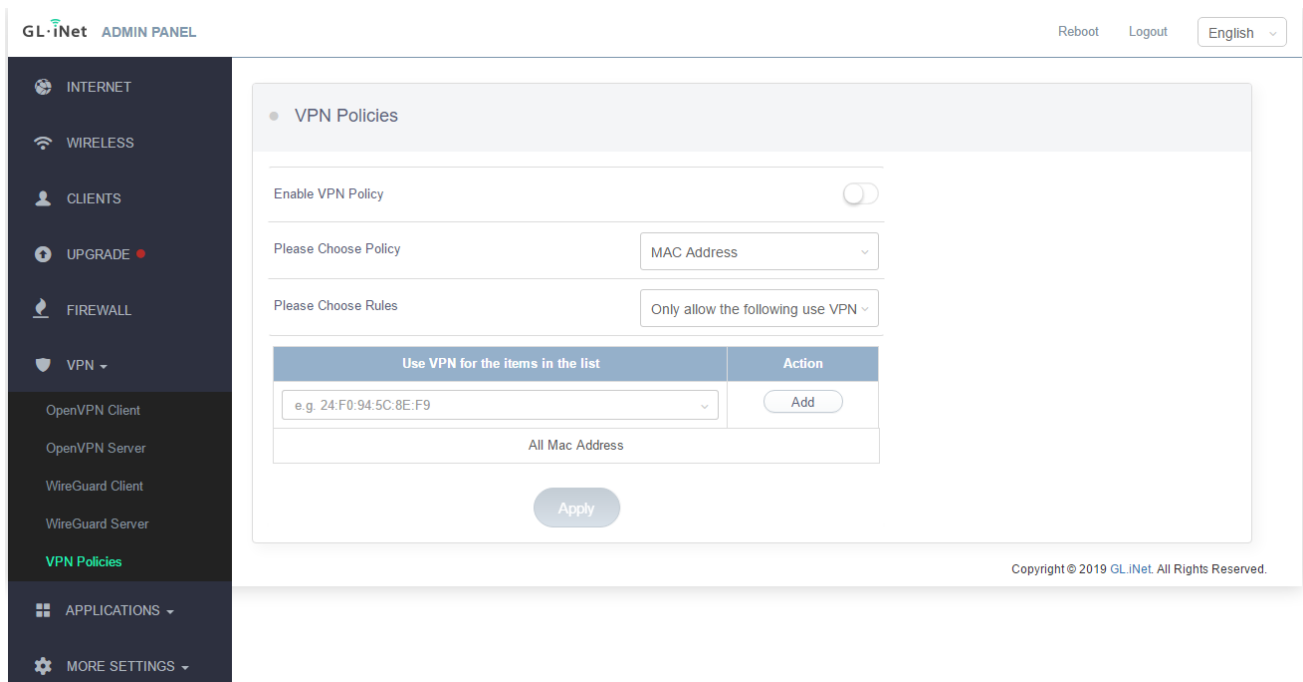 GL·iNet ADMIN PANEL
Reboot Logout English
INTERNET
WIRELESS
CLIENTS
UPGRADE
FIREWALL
VPN
OpenVPN Client
OpenVPN Server
WireGuard Client
WireGuard Server
VPN Policies
APPLICATIONS
MORE SETTINGS
VPN Policies
Enable VPN Policy
Please Choose Policy MAC Address
Please Choose Rules Only allow the following use VPN
Use VPN for the items in the list Action
e.g. 24:F0:94:5C:8E:F9 Add
All Mac Address
Apply
Copyright © 2019 GL.iNet. All Rights Reserved.